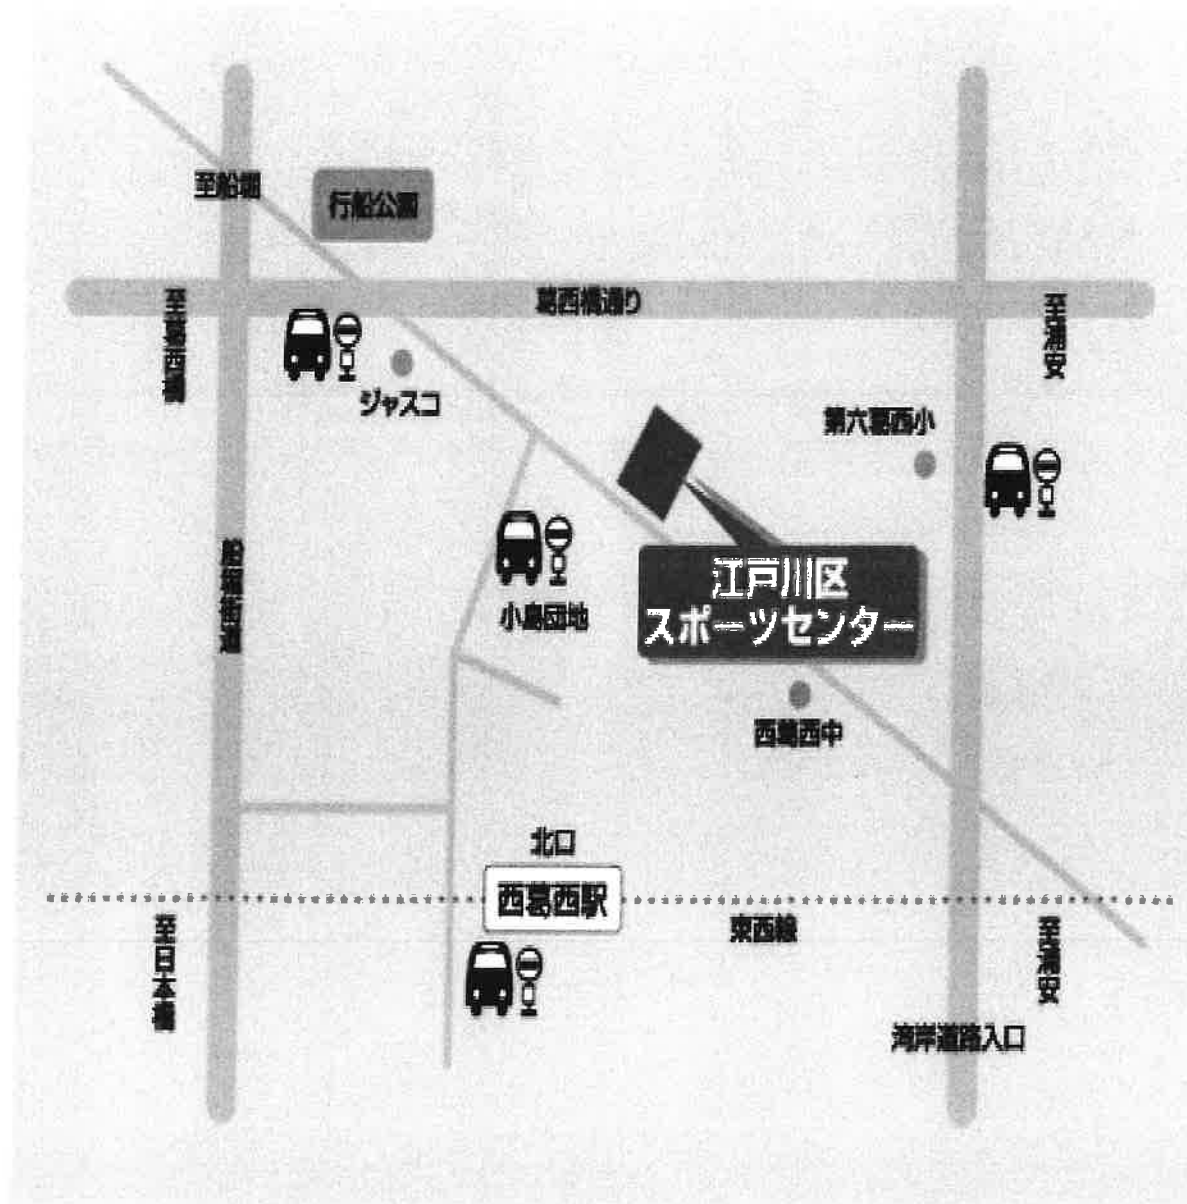 至船堀
行船公園
葛西橋通り
至葛西橋
至浦安
ジャスコ
第六葛西小
船堀街道
小島団地
江戸川区
スポーツセンター
西葛西中
北口
西葛西駅
東西線
至日本橋
至浦安
湾岸道路入口